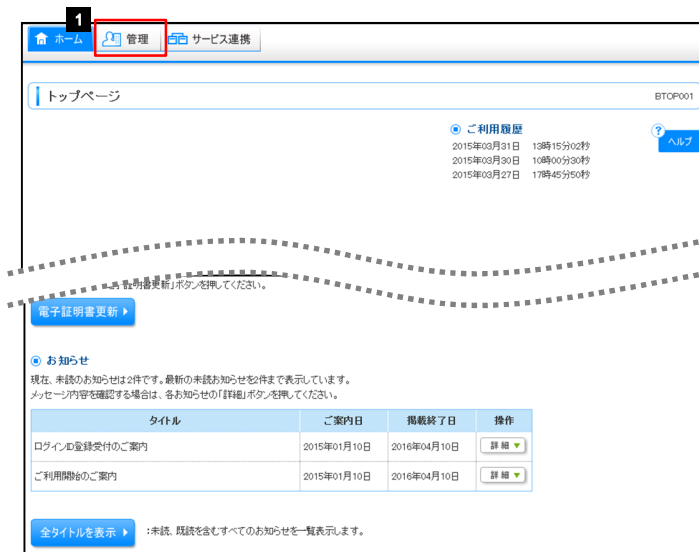 1
ホーム 管理 サービス連携
トップページ BTOP001
ご利用履歴
? ヘルプ
2015年03月31日 13時15分02秒
2015年03月30日 10時00分30秒
2015年03月27日 17時45分50秒
明書更新」ボタンを押してください。
電子証明書更新
お知らせ
現在、未読のお知らせは2件です。最新の未読お知らせを2件まで表示しています。
メッセージ内容を確認する場合は、各お知らせの「詳細」ボタンを押してください。
タイトル ご案内日 掲載終了日 操作
ログインID登録受付のご案内 2015年01月10日 2016年04月10日 詳細
ご利用開始のご案内 2015年01月10日 2016年04月10日 詳細
全タイトルを表示 :未読、既読を含むすべてのお知らせを一覧表示します。